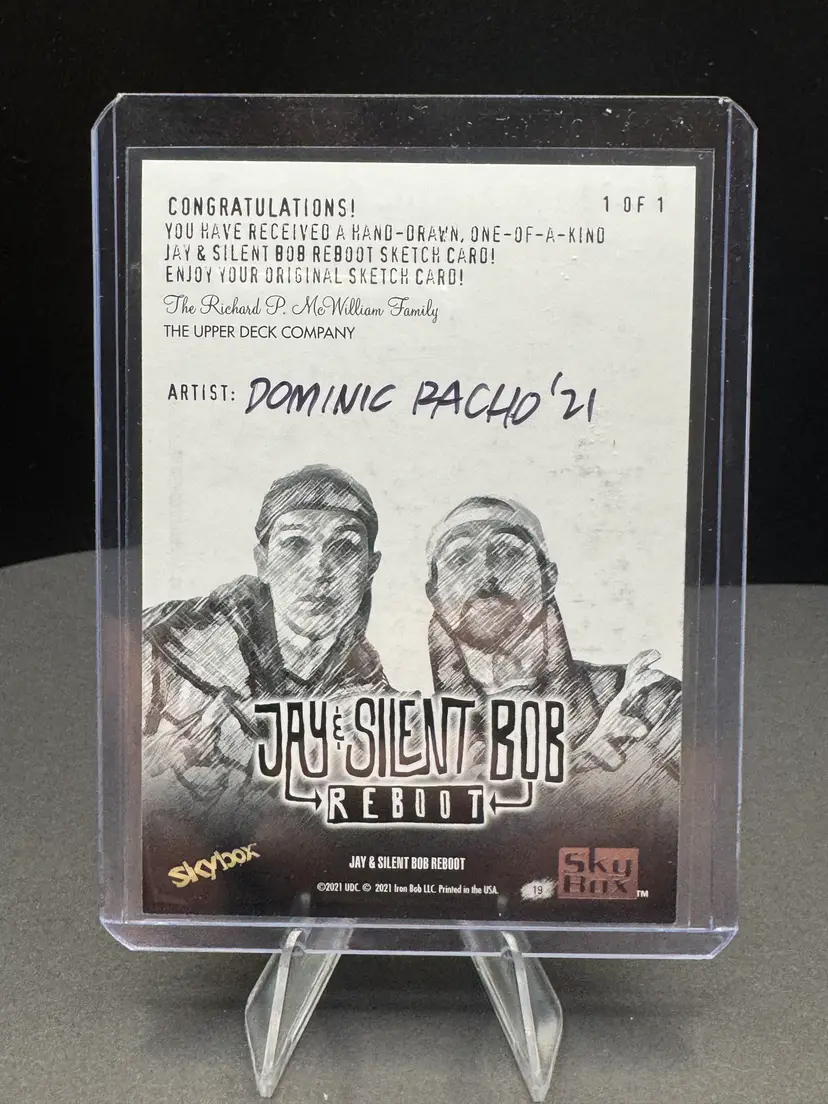 CONGRATULATIONS! 1 OF 1
YOU HAVE RECEIVED A HAND-DRAWN, ONE-OF-A-KIND
JAY & SILENT BOB REBOOT SKETCH CARD!
ENJOY YOUR ORIGINAL SKETCH CARD!
The Richard P. McWilliam Family
THE UPPER DECK COMPANY
ARTIST: DOMINIC RACHO '21
JAY & SILENT BOB
REBOOT
skybox
JAY & SILENT BOB REBOOT
©2021 UDC. © 2021 Iron Bob LLC. Printed in the USA.
19
Sky
Box TM